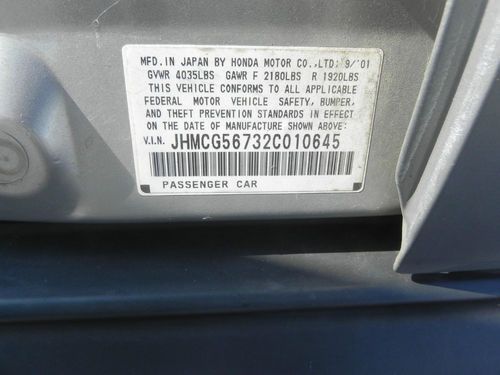 MFD.IN JAPAN BY HONDA MOTOR CO.,LTD: 9/'01
GVWR 4035LBS GAWR F 2180LBS R 1920LBS
THIS VEHICLE CONFORMS TO ALL APPLICABLE
FEDERAL MOTOR VEHICLE SAFETY, BUMPER,
AND THEFT PREVENTION STANDARDS IN EFFECT
ON THE DATE OF MANUFACTURE SHOWN ABOVE:
V.I.N. JHMCG56732C010645
PASSENGER CAR